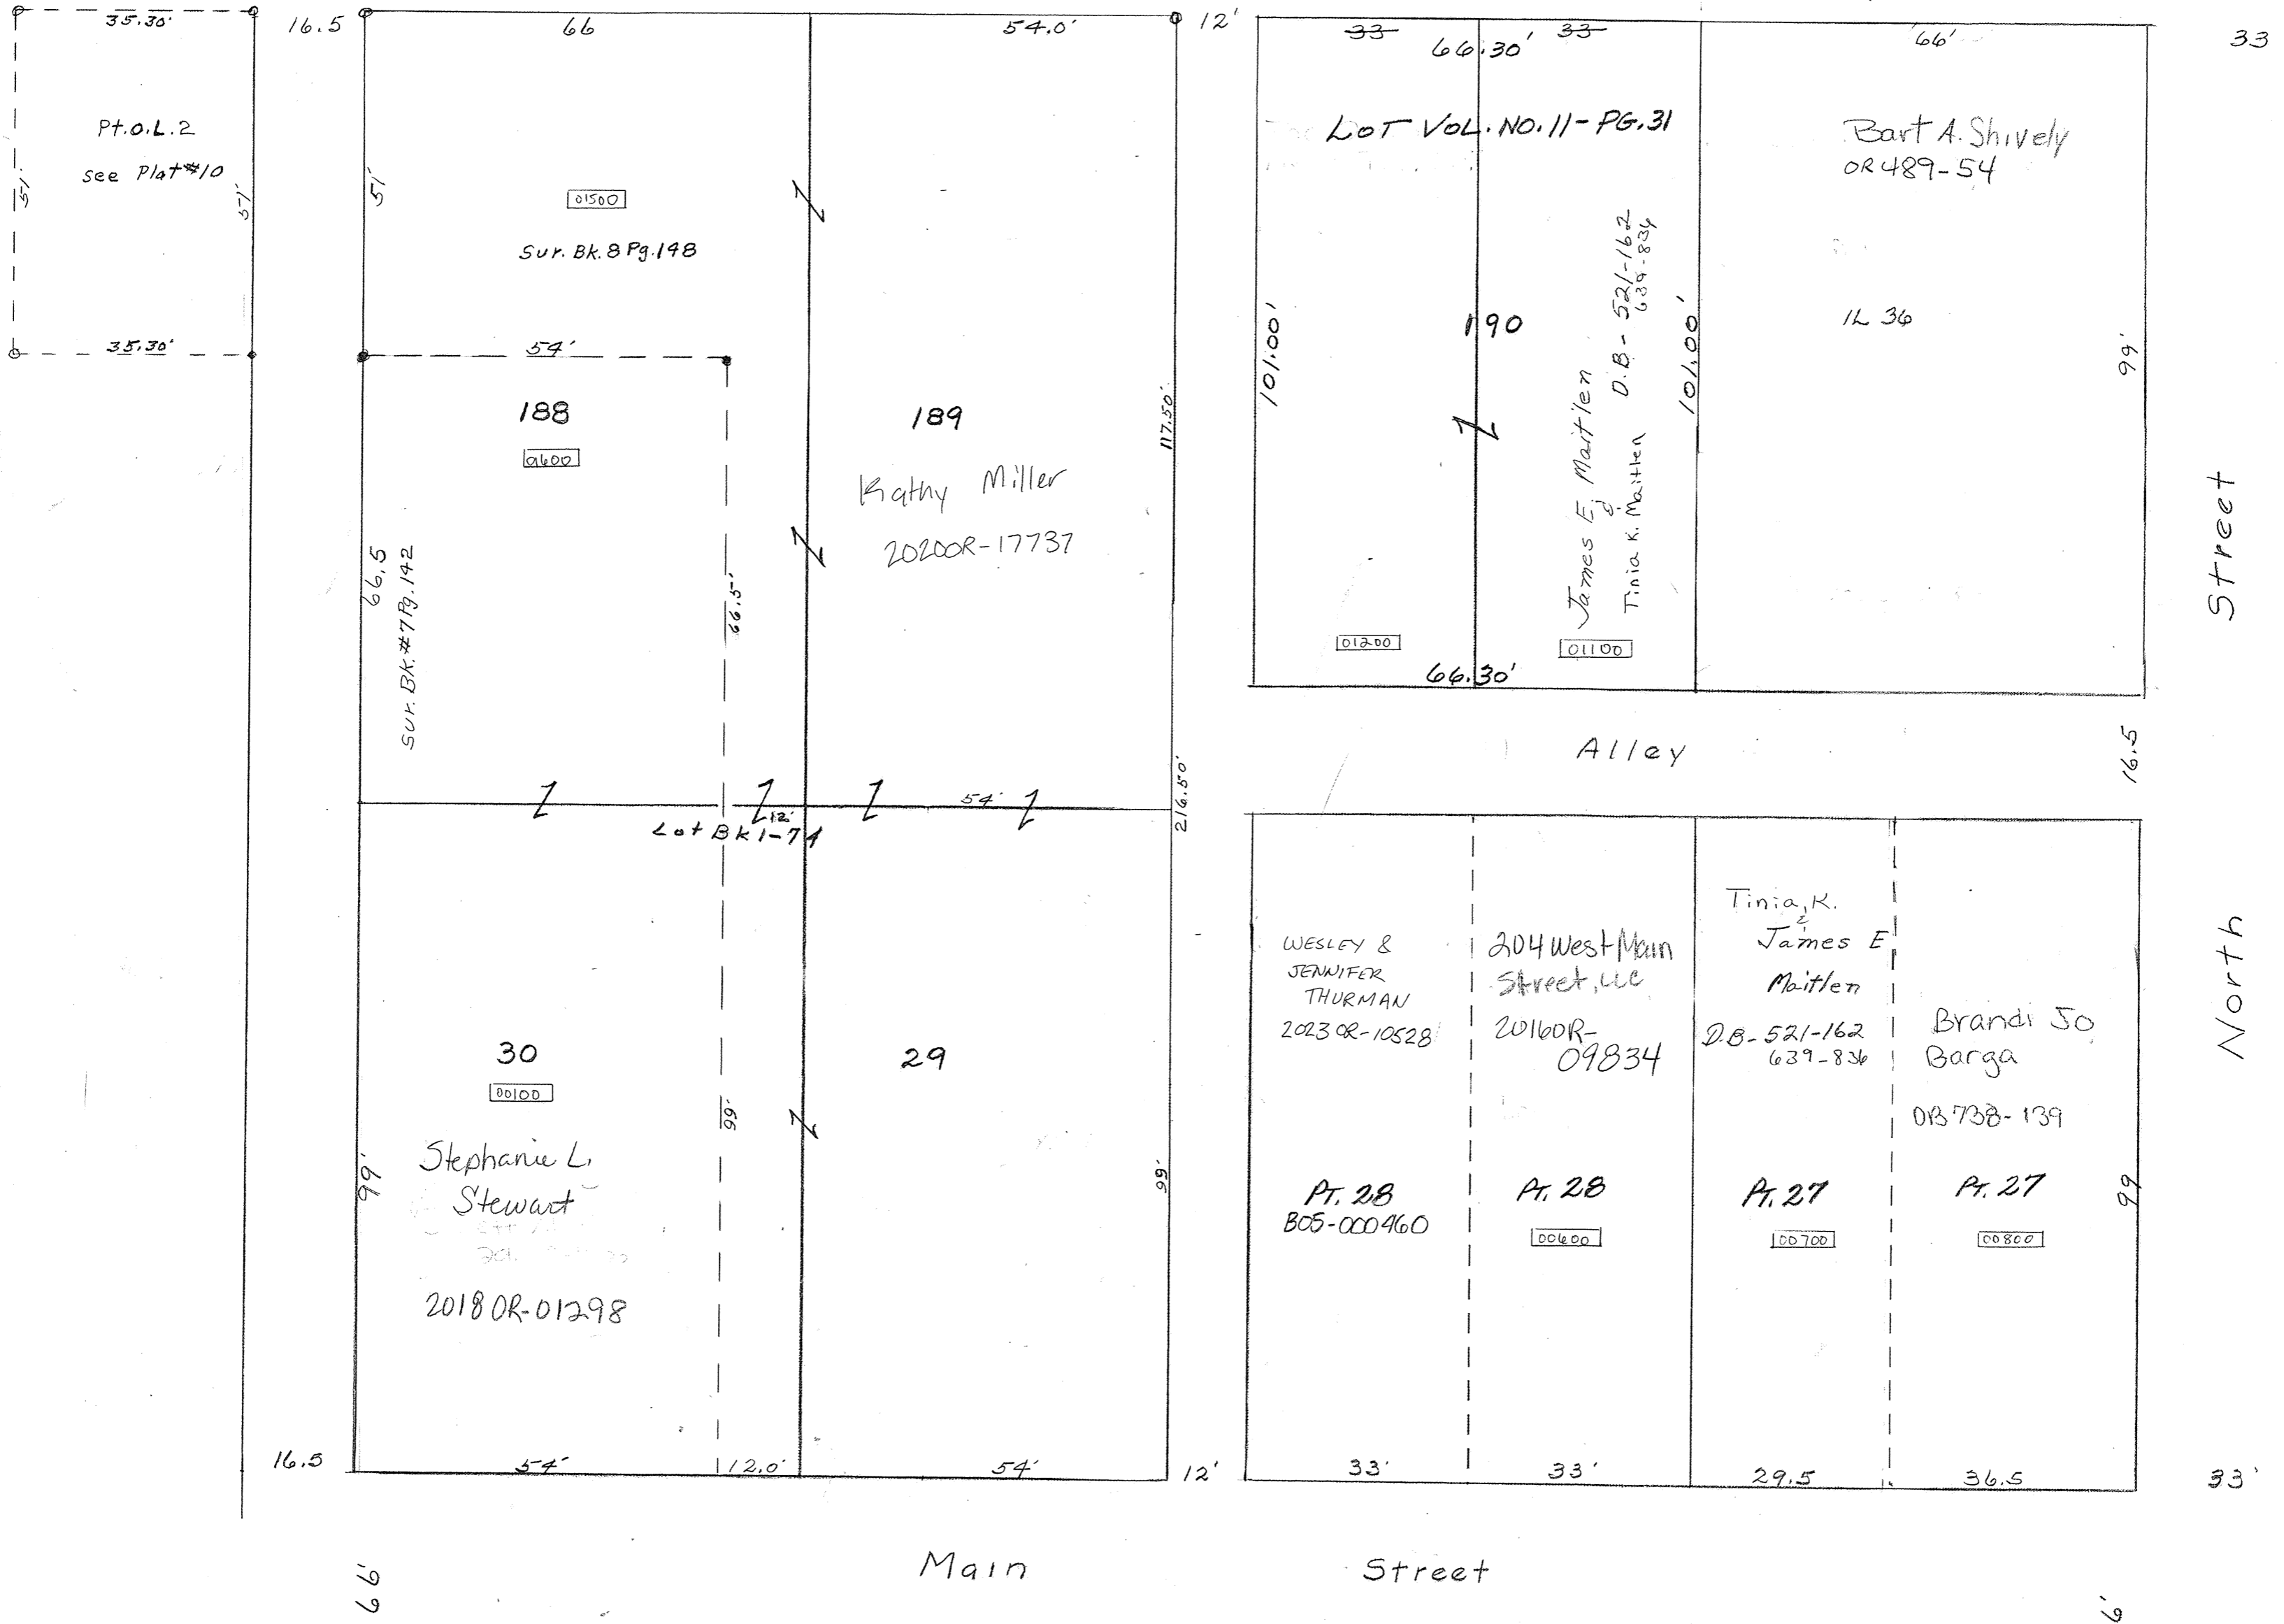 35.30'
16.5
66
54.0'
12'
33
33
66.30'
66'
33
Pt.O.L.2
see Plat #10
51'
51'
35.30'
51'
01500
Sur. Bk. 8 Pg. 198
54'
188
0600
66.5
Sur. Bk. #7 Pg. 142
66.5'
189
Kathy Miller
2020OR-17737
117.50'
216.50'
54'
12'
Lot Bk 1-74
LOT VOL. NO. 11 - PG. 31
101.00'
190
James E. Maitlen
&
Tinia K. Maitlen
D.B - 521-162
639-836
101.00'
01200
01100
66.30'
Bart A. Shively
OR 489-54
IL 36
99'
Street
Alley
16.5
30
00100
Stephanie L.
Stewart
2018 OR-01298
99'
99'
29
99'
WESLEY &
JENNIFER
THURMAN
2023 OR-10528
PT. 28
B05-000460
204 West Main
Street, LLC
2016OR-
09834
PT. 28
00600
Tinia, K.
&
James E
Maitlen
D.B - 521-162
639-836
PT. 27
00700
Brandi Jo
Barga
OB 738-139
PT. 27
00800
99
North
16.5
54'
12.0'
54'
12'
33'
33'
29.5
36.5
33'
Main Street
66'
6'